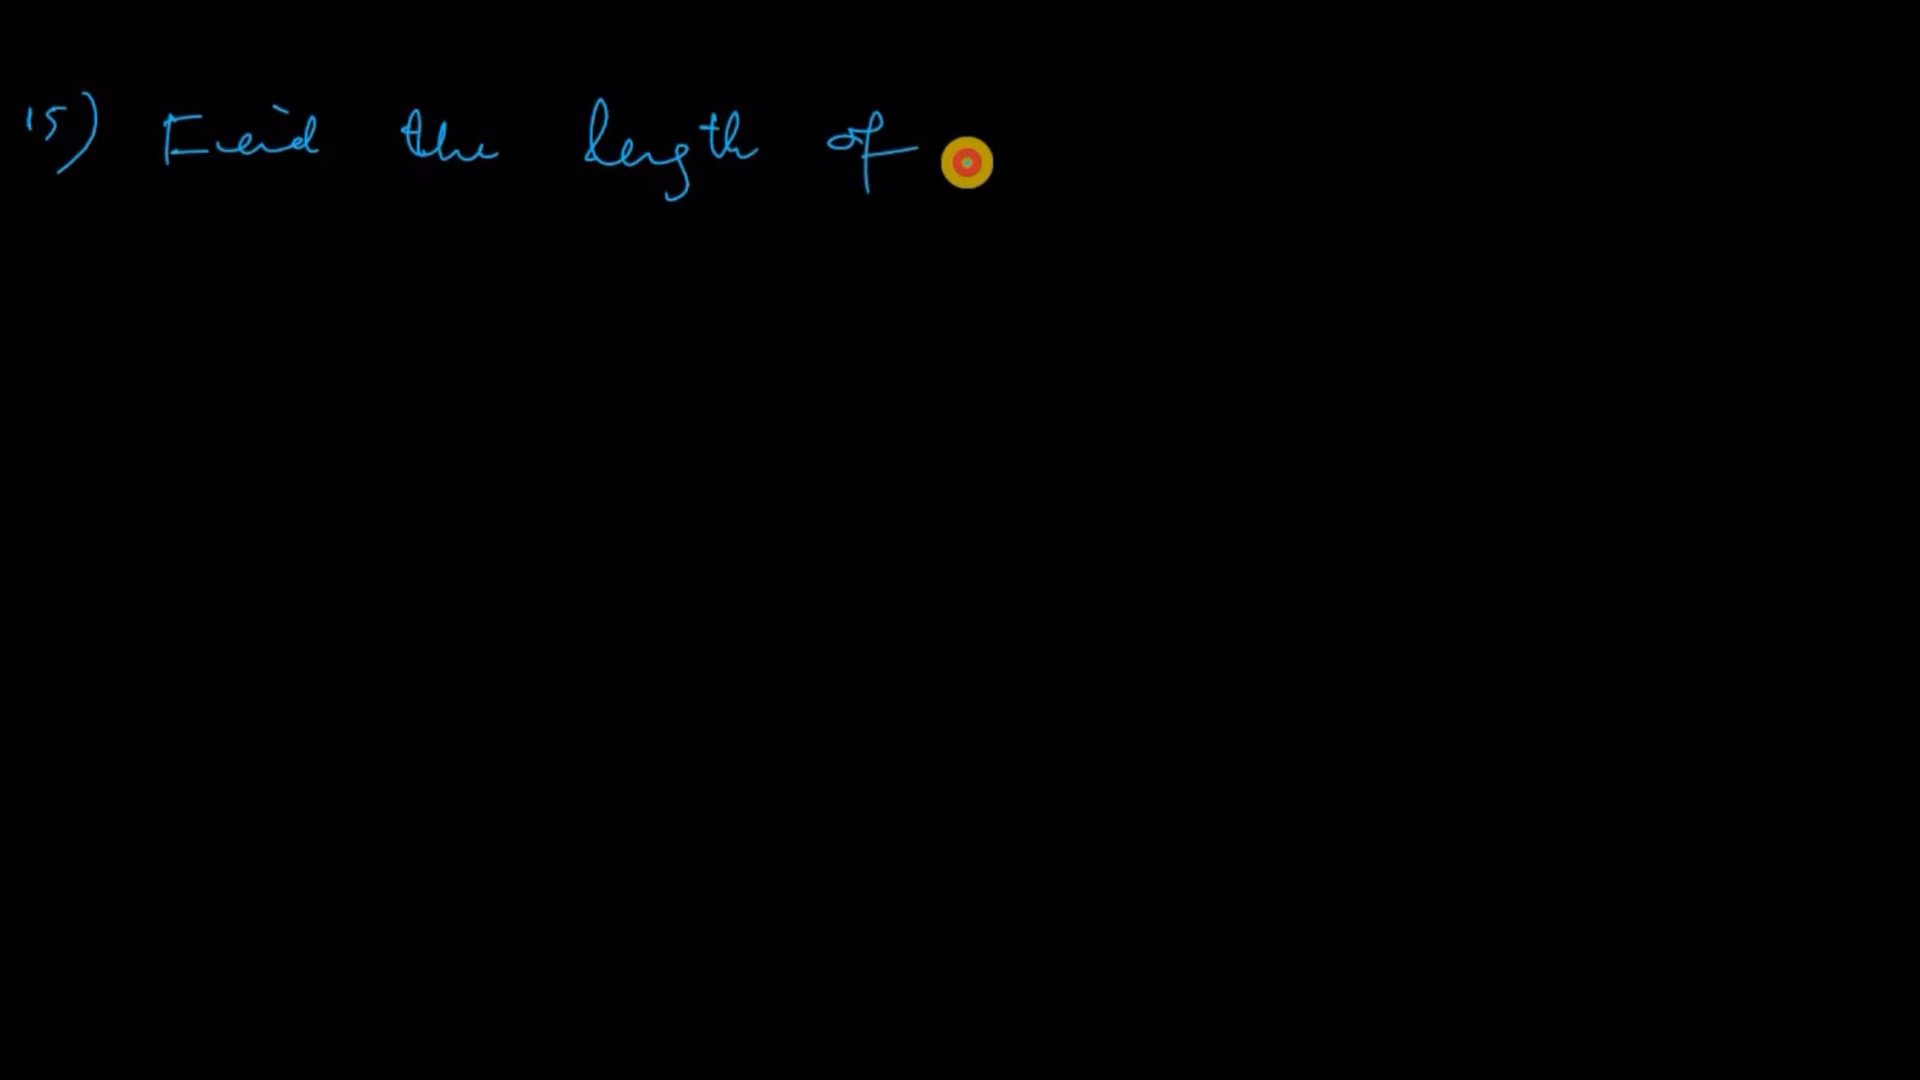 15) Find the length of